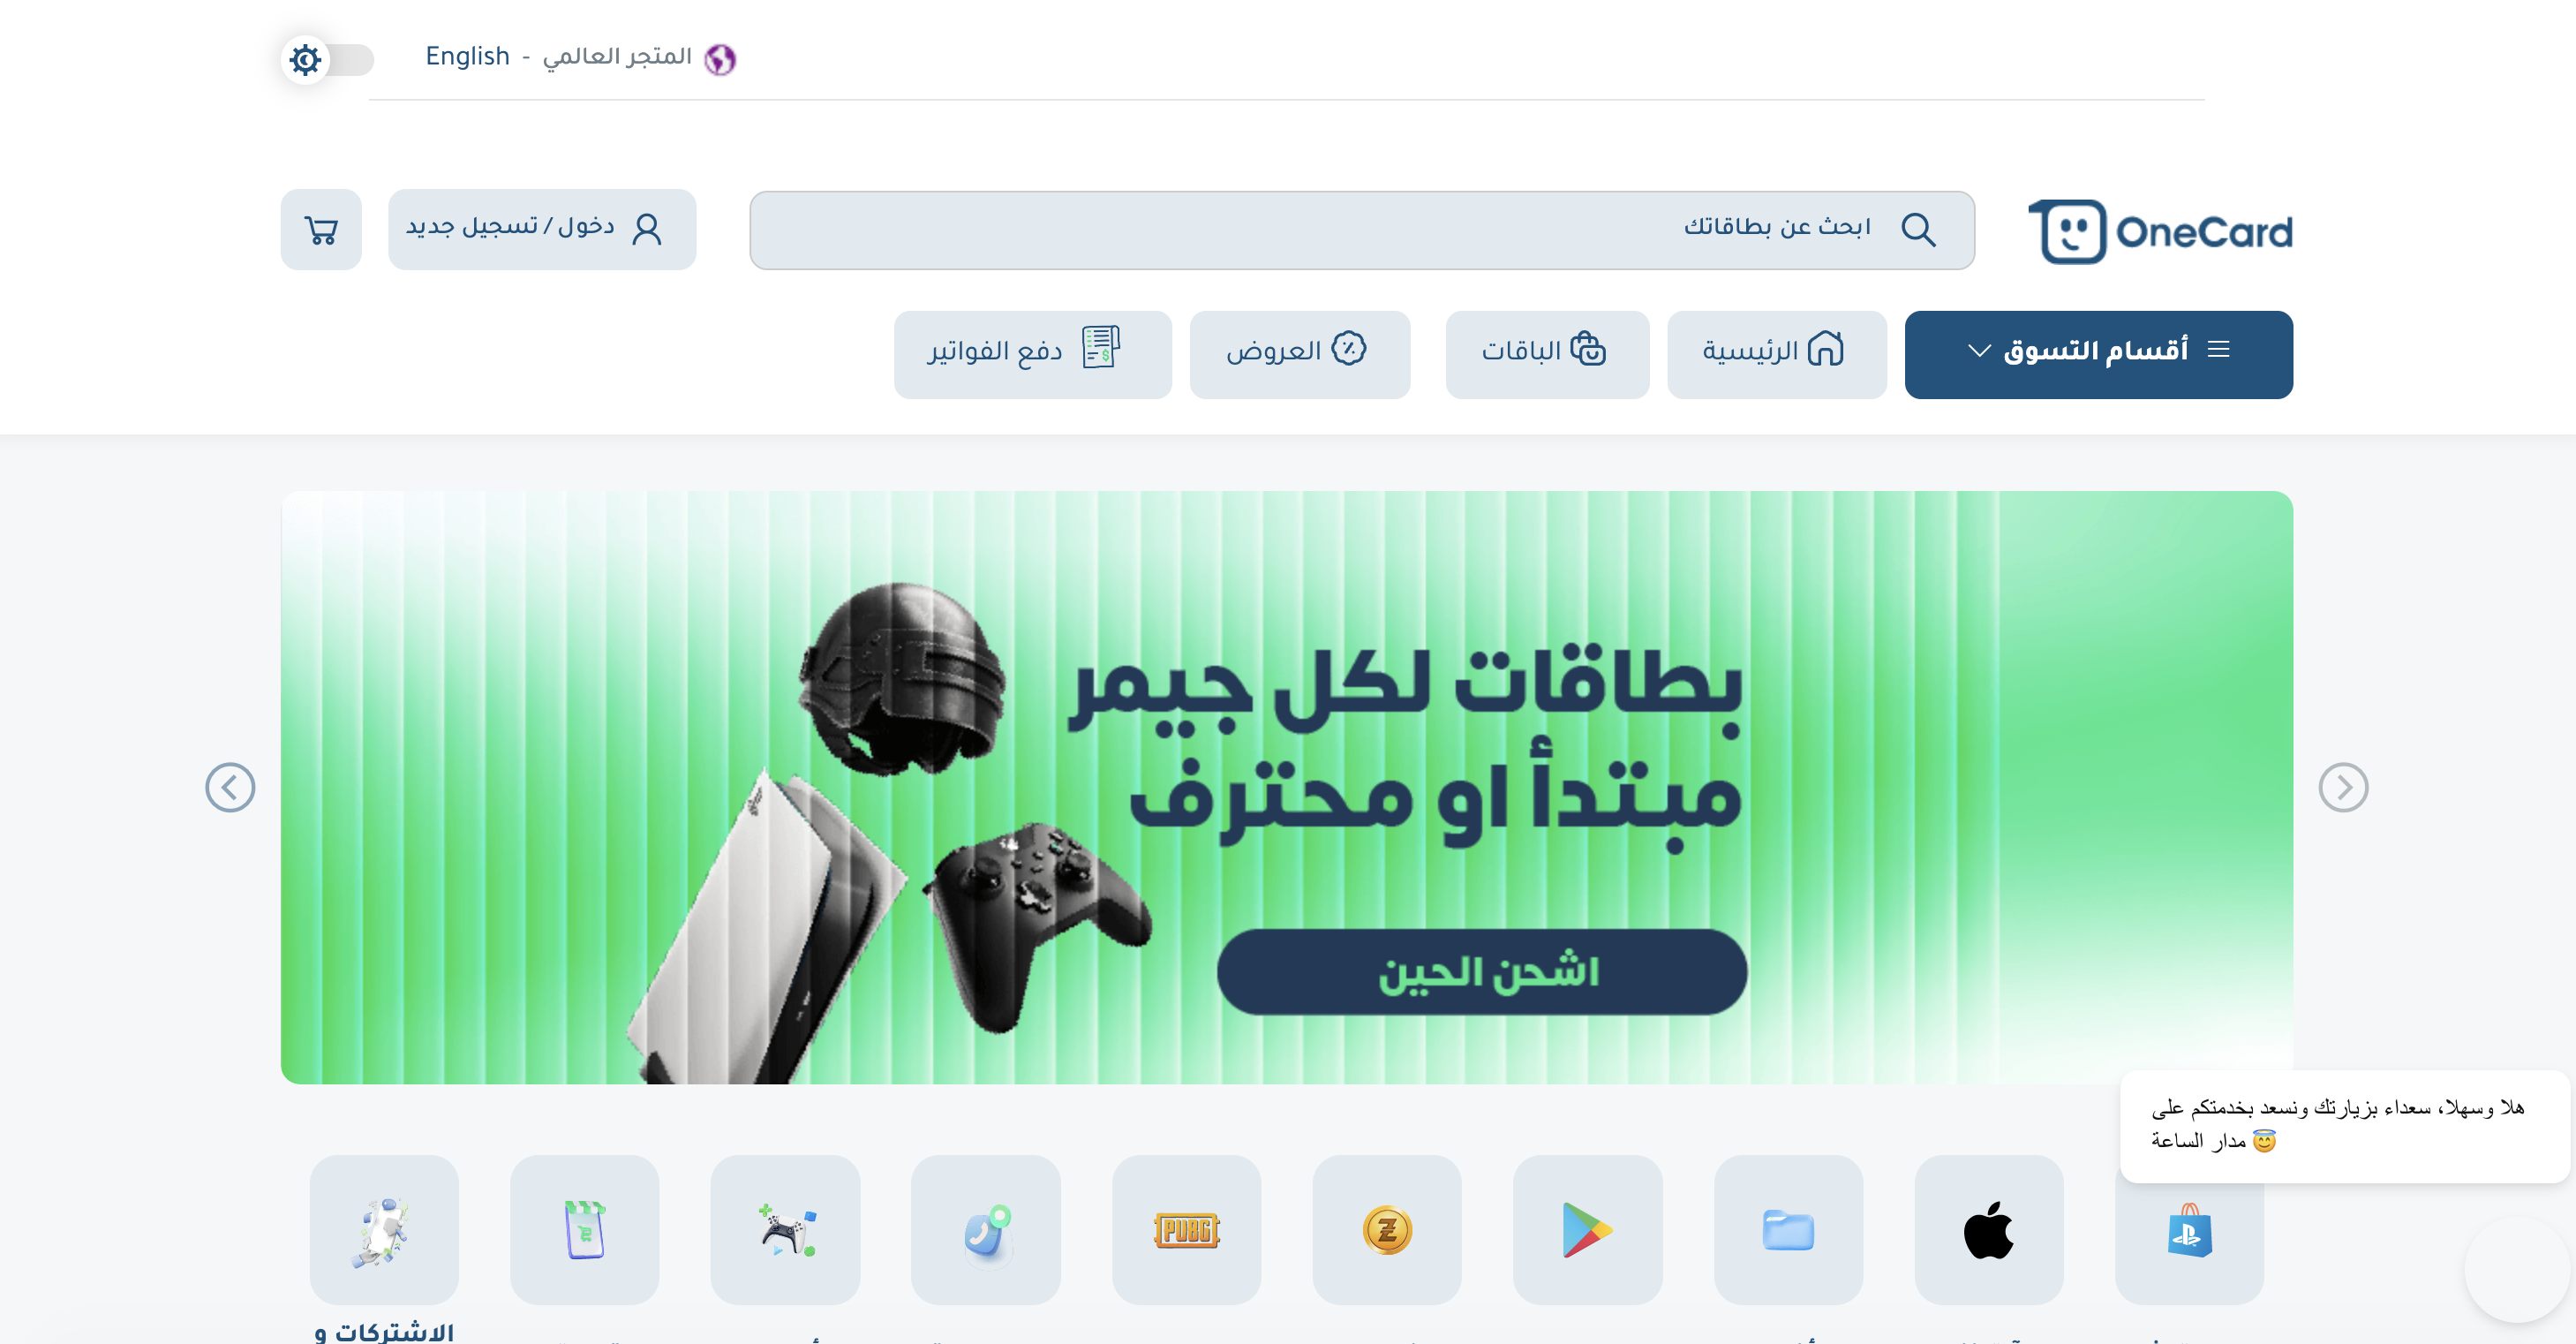 المتجر العالمي - English
OneCard
ابحث عن بطاقاتك
دخول / تسجيل جديد
أقسام التسوق
الرئيسية
الباقات
العروض
دفع الفواتير
بطاقات لكل جيمر
مبتدأ او محترف
اشحن الحين
هلا وسهلا، سعداء بزيارتك ونسعد بخدمتكم على
مدار الساعة 😇
PUBG
الاشتركات و